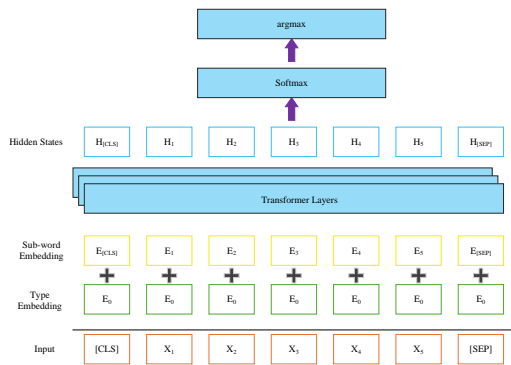 argmax
Softmax
Hidden States H[CLS] H1 H2 H3 H4 H5 H[SEP]
Transformer Layers
Sub-word
Embedding E[CLS] E1 E2 E3 E4 E5 E[SEP]
Type
Embedding E0 E0 E0 E0 E0 E0 E0
Input [CLS] X1 X2 X3 X4 X5 [SEP]